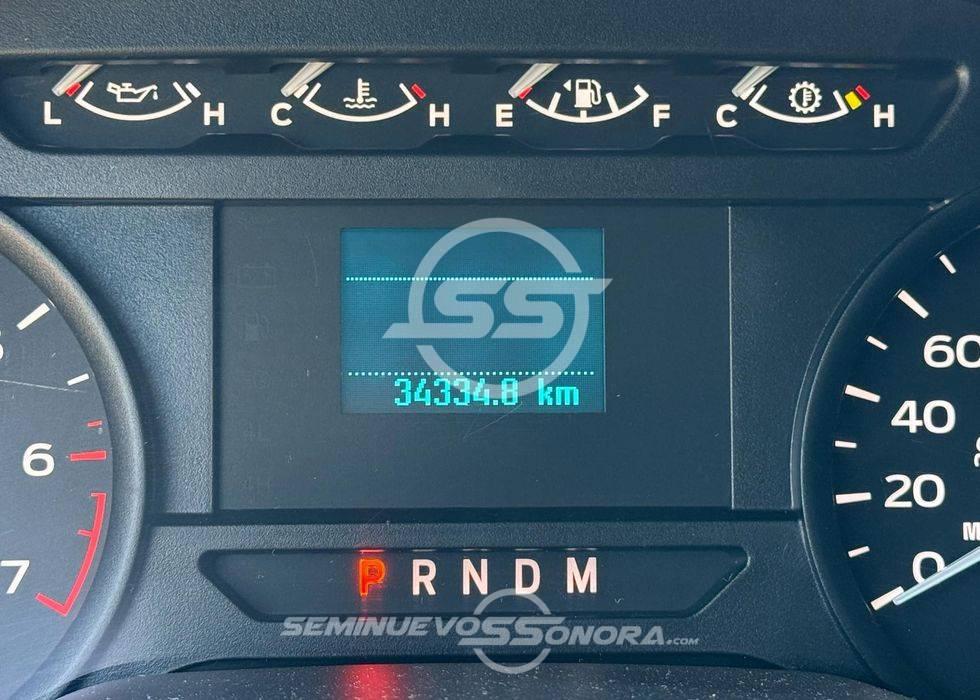 L H C H E F C H
SS
34334.8 km
60
40
6
20
7
0
P R N D M
SEMINUEVOSSONORA.COM